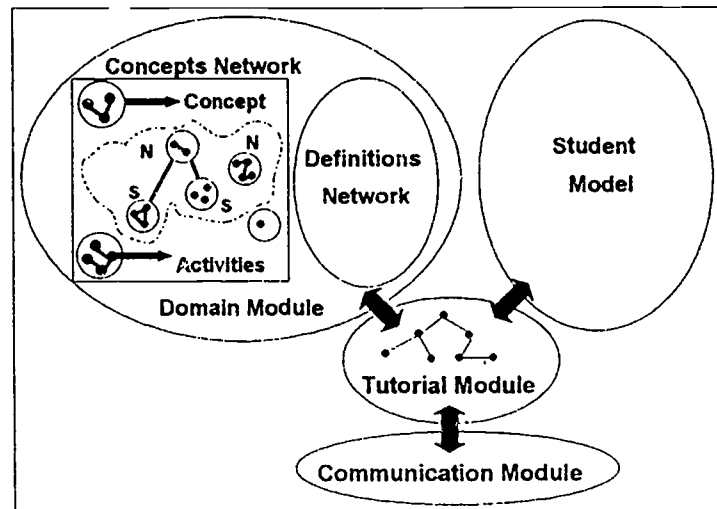 Concepts Network
Concept
N
N
S
S
Activities
Definitions
Network
Domain Module
Student
Model
Tutorial Module
Communication Module